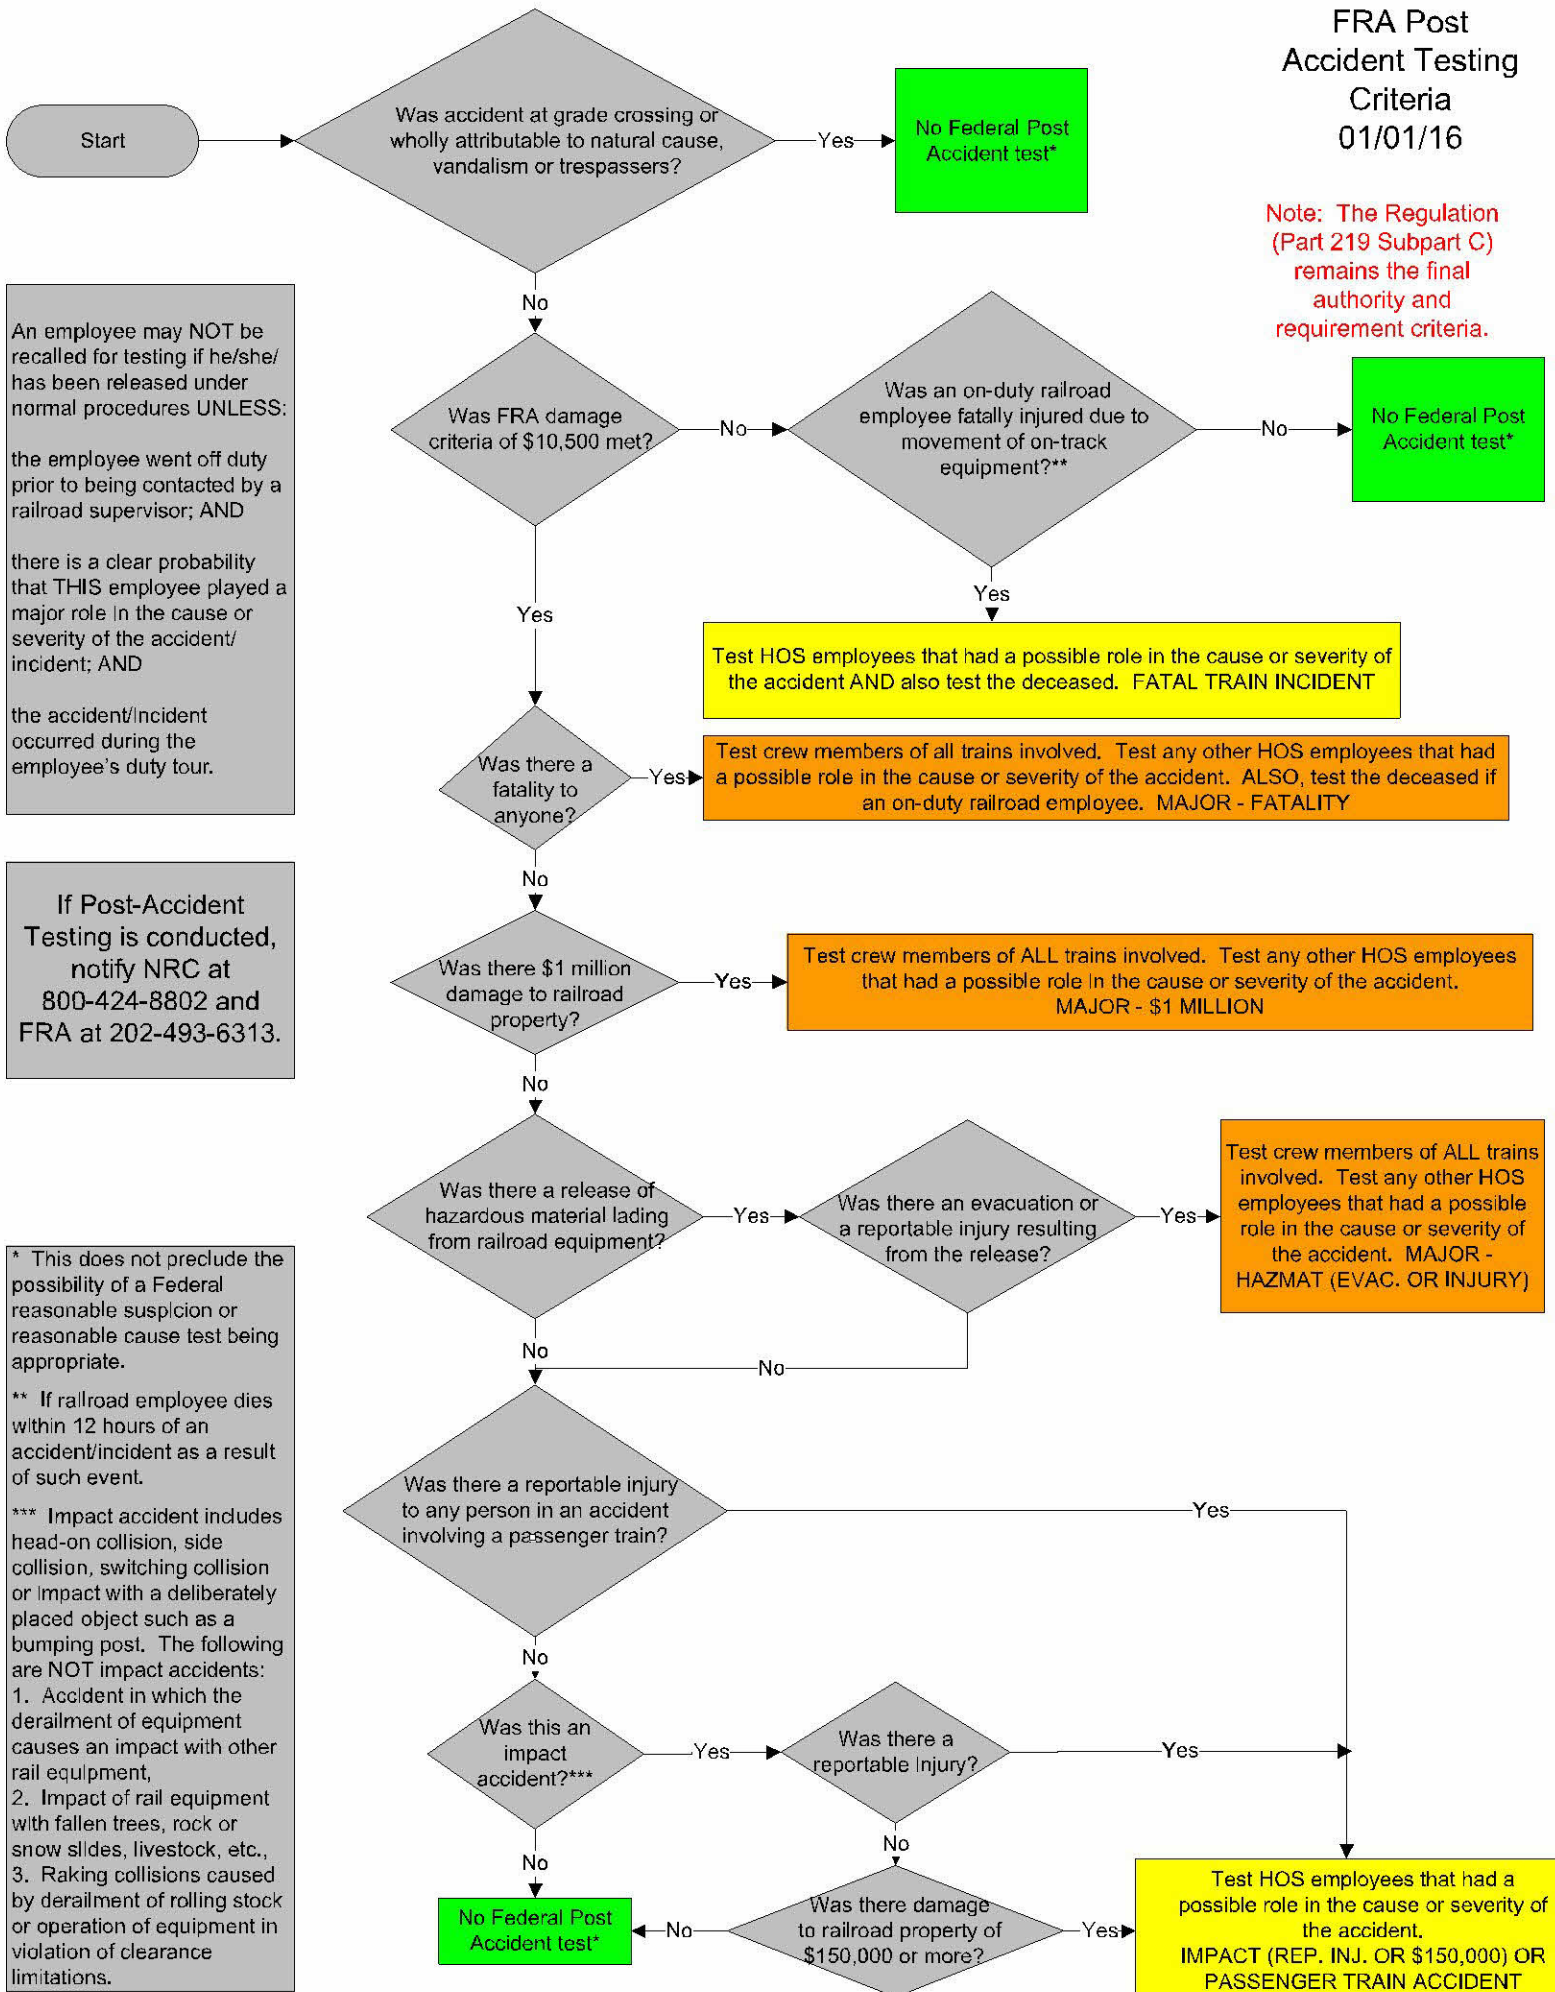 FRA Post
Accident Testing
Criteria
01/01/16
Note: The Regulation
(Part 219 Subpart C)
remains the final
authority and
requirement criteria.
Start
Was accident at grade crossing or
wholly attributable to natural cause,
vandalism or trespassers?
Yes
No Federal Post
Accident test*
No
An employee may NOT be
recalled for testing if he/she/
has been released under
normal procedures UNLESS:
the employee went off duty
prior to being contacted by a
railroad supervisor; AND
there is a clear probability
that THIS employee played a
major role in the cause or
severity of the accident/
incident; AND
the accident/incident
occurred during the
employee's duty tour.
Was FRA damage
criteria of $10,500 met?
No
Was an on-duty railroad
employee fatally injured due to
movement of on-track
equipment?**
No
No Federal Post
Accident test*
Yes
Yes
Test HOS employees that had a possible role in the cause or severity of
the accident AND also test the deceased. FATAL TRAIN INCIDENT
Was there a
fatality to
anyone?
Yes
Test crew members of all trains involved. Test any other HOS employees that had
a possible role in the cause or severity of the accident. ALSO, test the deceased if
an on-duty railroad employee. MAJOR - FATALITY
No
If Post-Accident
Testing is conducted,
notify NRC at
800-424-8802 and
FRA at 202-493-6313.
Was there $1 million
damage to railroad
property?
Yes
Test crew members of ALL trains involved. Test any other HOS employees
that had a possible role in the cause or severity of the accident.
MAJOR - $1 MILLION
No
Was there a release of
hazardous material lading
from railroad equipment?
Yes
Was there an evacuation or
a reportable injury resulting
from the release?
Yes
Test crew members of ALL trains
involved. Test any other HOS
employees that had a possible
role in the cause or severity of
the accident. MAJOR -
HAZMAT (EVAC. OR INJURY)
No
No
* This does not preclude the
possibility of a Federal
reasonable suspicion or
reasonable cause test being
appropriate.
** If railroad employee dies
within 12 hours of an
accident/incident as a result
of such event.
*** Impact accident includes
head-on collision, side
collision, switching collision
or impact with a deliberately
placed object such as a
bumping post. The following
are NOT impact accidents:
1. Accident in which the
derailment of equipment
causes an impact with other
rail equipment,
2. Impact of rail equipment
with fallen trees, rock or
snow slides, livestock, etc.,
3. Raking collisions caused
by derailment of rolling stock
or operation of equipment in
violation of clearance
limitations.
Was there a reportable injury
to any person in an accident
involving a passenger train?
Yes
No
Was this an
impact
accident?***
Yes
Was there a
reportable injury?
Yes
No
No
No Federal Post
Accident test*
No
Was there damage
to railroad property of
$150,000 or more?
Yes
Test HOS employees that had a
possible role in the cause or severity of
the accident.
IMPACT (REP. INJ. OR $150,000) OR
PASSENGER TRAIN ACCIDENT